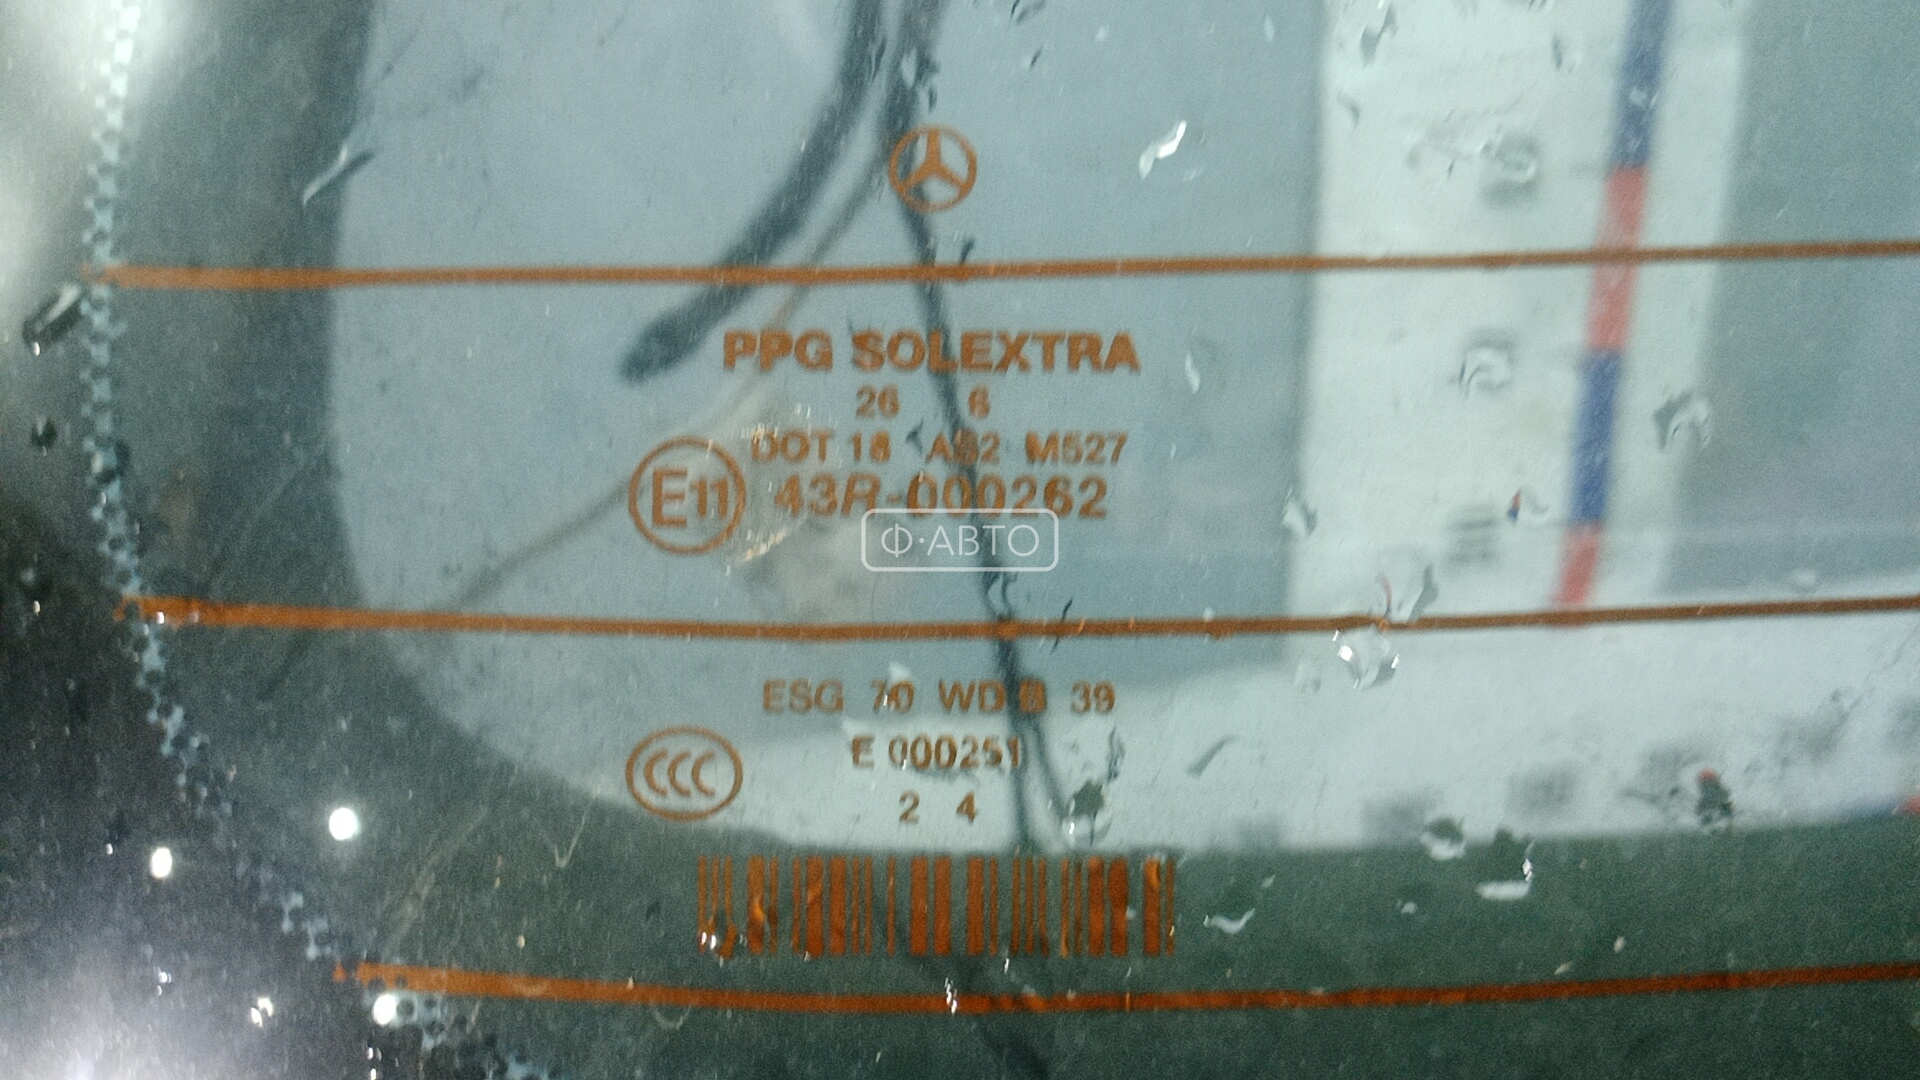 PPG SOLEXTRA
26 6
DOT 18 AS2 M527
E11 43R-000262
Ф·АВТО
ESG 70 WD B 39
E 000251
CCC
2 4